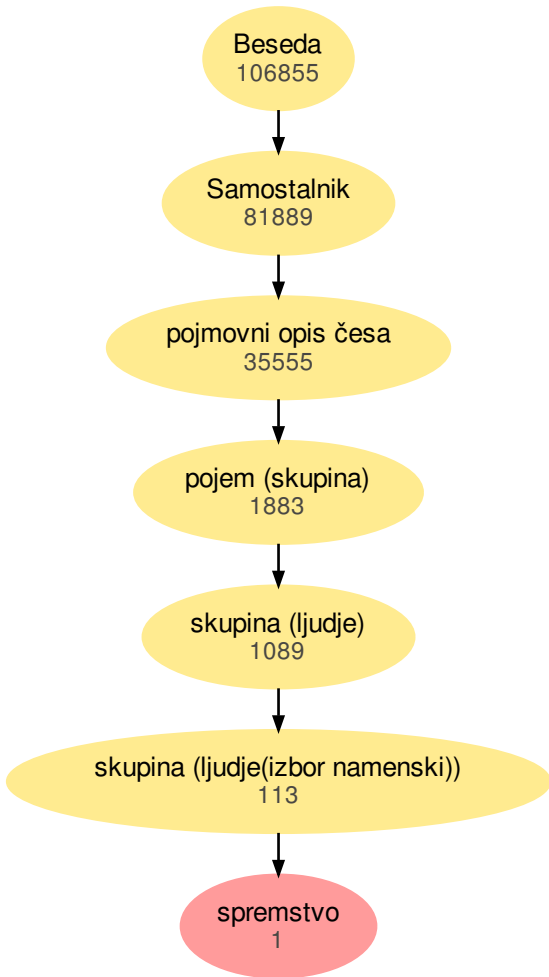 Beseda
106855
Samostalnik
81889
pojmovni opis česa
35555
pojem (skupina)
1883
skupina (ljudje)
1089
skupina (ljudje(izbor namenski))
113
spremstvo
1